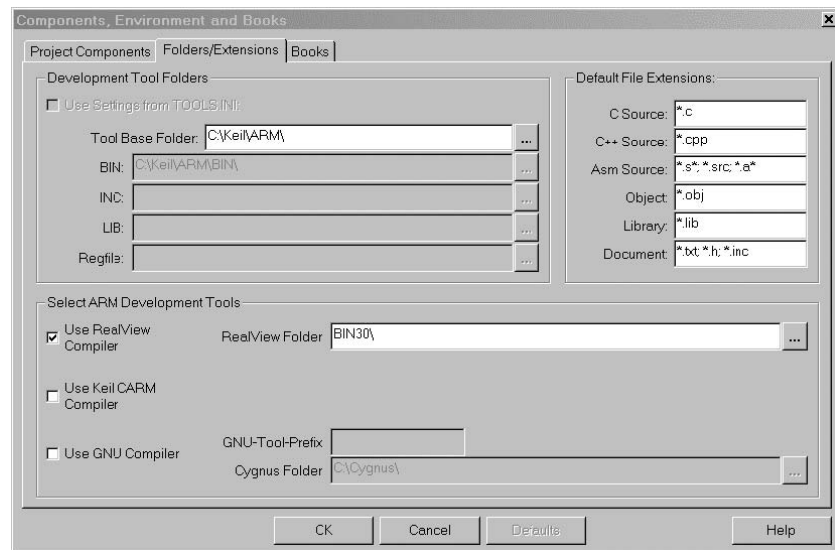 Components, Environment and Books
Project Components
Folders/Extensions
Books
Development Tool Folders
Use Settings from TOOLS.INI:
Tool Base Folder: C:\Keil\ARM\ ...
BIN: C:\Keil\ARM\BIN\ ...
INC: ...
LIB: ...
Regfile: ...
Default File Extensions:
C Source: *.c
C++ Source: *.cpp
Asm Source: *.s*; *.src; *.a*
Object: *.obj
Library: *.lib
Document: *.txt; *.h; *.inc
Select ARM Development Tools
Use RealView
Compiler
RealView Folder BIN30\ ...
Use Keil CARM
Compiler
Use GNU Compiler
GNU-Tool-Prefix
Cygnus Folder C:\Cygnus\ ...
OK
Cancel
Defaults
Help